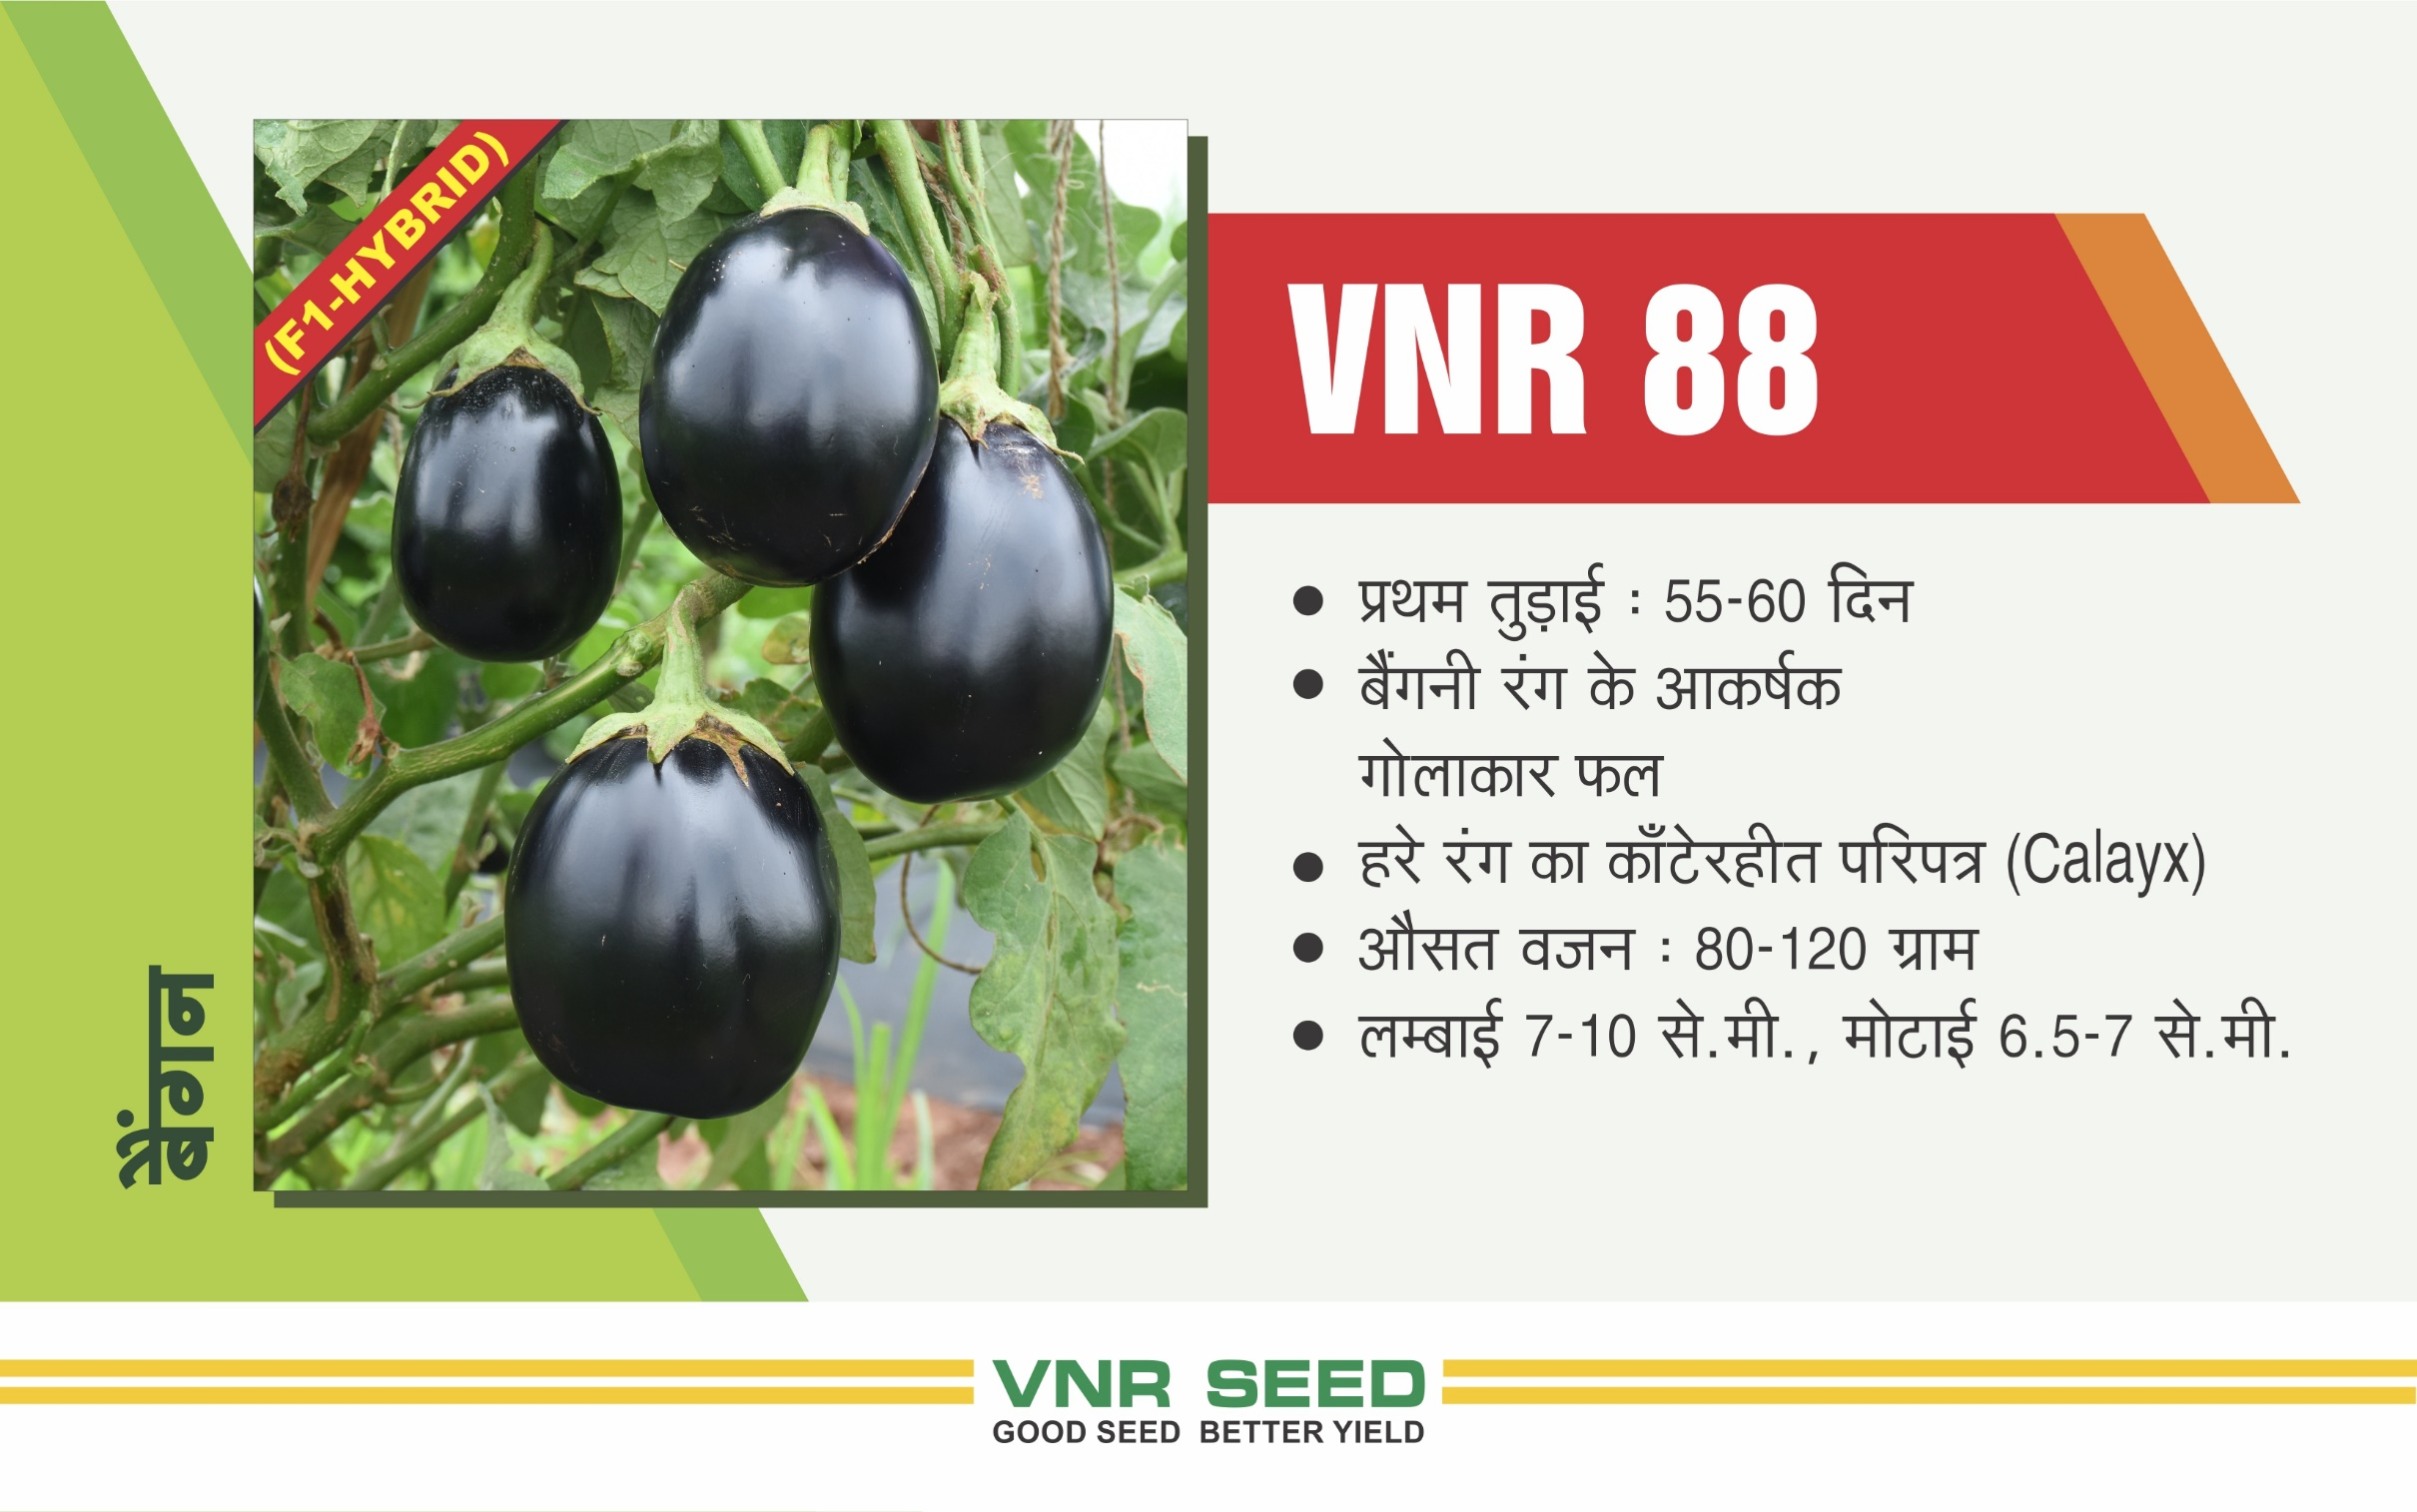 (F1-HYBRID)
VNR 88
● प्रथम तुड़ाई : 55-60 दिन
● बैंगनी रंग के आकर्षक
गोलाकार फल
● हरे रंग का काँटेरहीत परिपत्र (Calayx)
● औसत वजन : 80-120 ग्राम
● लम्बाई 7-10 से.मी., मोटाई 6.5-7 से.मी.
बैंगन
VNR SEED
GOOD SEED BETTER YIELD